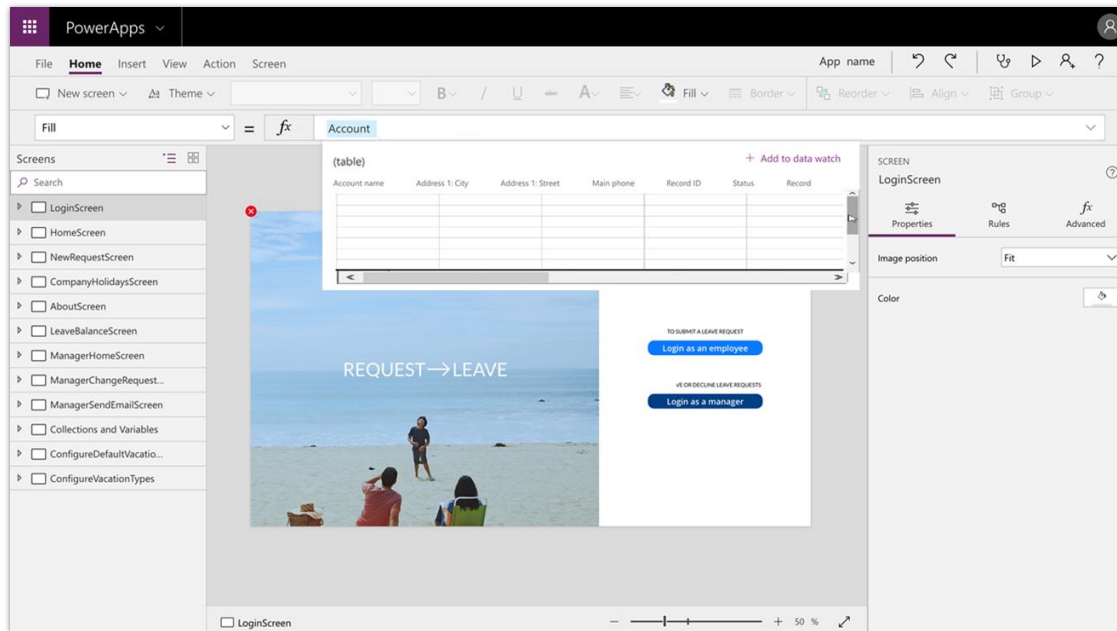 PowerApps
File Home Insert View Action Screen App name ?
New screen Theme B / U A Fill Border Reorder Align Group
Fill = fx Account
Screens
Search
LoginScreen
HomeScreen
NewRequestScreen
CompanyHolidaysScreen
AboutScreen
LeaveBalanceScreen
ManagerHomeScreen
ManagerChangeRequest...
ManagerSendEmailScreen
Collections and Variables
ConfigureDefaultVacatio...
ConfigureVacationTypes
(table) + Add to data watch
Account name Address 1: City Address 1: Street Main phone Record ID Status Record
REQUEST→LEAVE
TO SUBMIT A LEAVE REQUEST
Login as an employee
VE OR DECLINE LEAVE REQUESTS
Login as a manager
SCREEN
LoginScreen
Properties Rules fx Advanced
Image position Fit
Color
LoginScreen − + 50 %